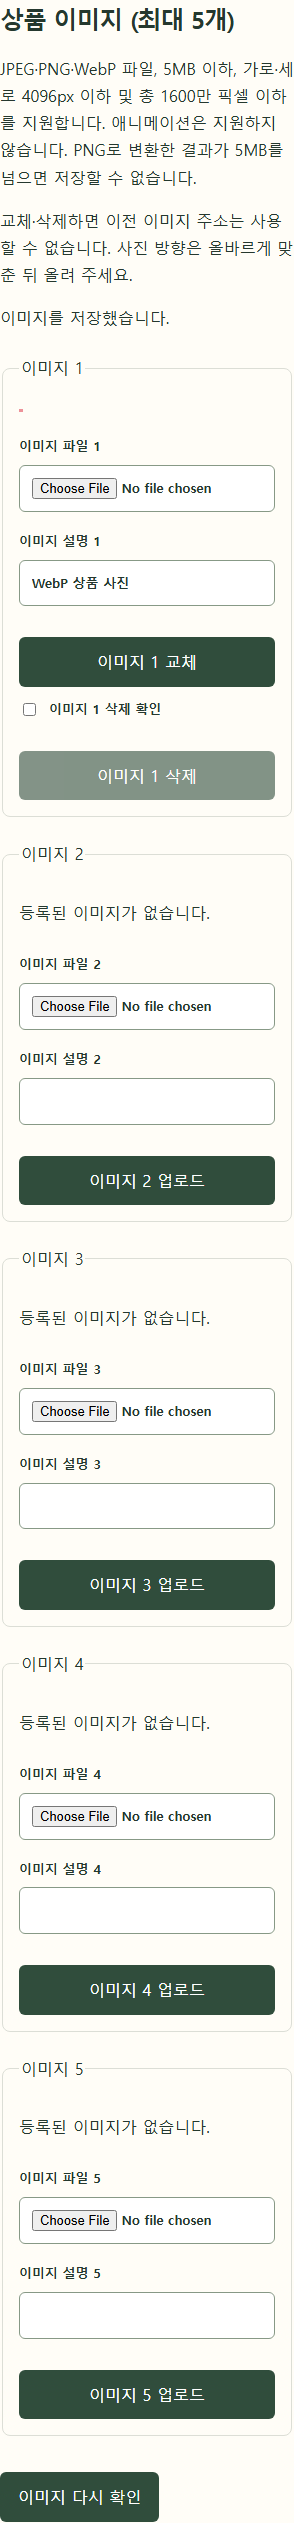 상품 이미지 (최대 5개)
JPEG·PNG·WebP 파일, 5MB 이하, 가로·세
로 4096px 이하 및 총 1600만 픽셀 이하
를 지원합니다. 애니메이션은 지원하지
않습니다. PNG로 변환한 결과가 5MB를
넘으면 저장할 수 없습니다.
교체·삭제하면 이전 이미지 주소는 사용
할 수 없습니다. 사진 방향은 올바르게 맞
춘 뒤 올려 주세요.
이미지를 저장했습니다.
이미지 1
이미지 파일 1
Choose File No file chosen
이미지 설명 1
WebP 상품 사진
이미지 1 교체
이미지 1 삭제 확인
이미지 1 삭제
이미지 2
등록된 이미지가 없습니다.
이미지 파일 2
Choose File No file chosen
이미지 설명 2
이미지 2 업로드
이미지 3
등록된 이미지가 없습니다.
이미지 파일 3
Choose File No file chosen
이미지 설명 3
이미지 3 업로드
이미지 4
등록된 이미지가 없습니다.
이미지 파일 4
Choose File No file chosen
이미지 설명 4
이미지 4 업로드
이미지 5
등록된 이미지가 없습니다.
이미지 파일 5
Choose File No file chosen
이미지 설명 5
이미지 5 업로드
이미지 다시 확인